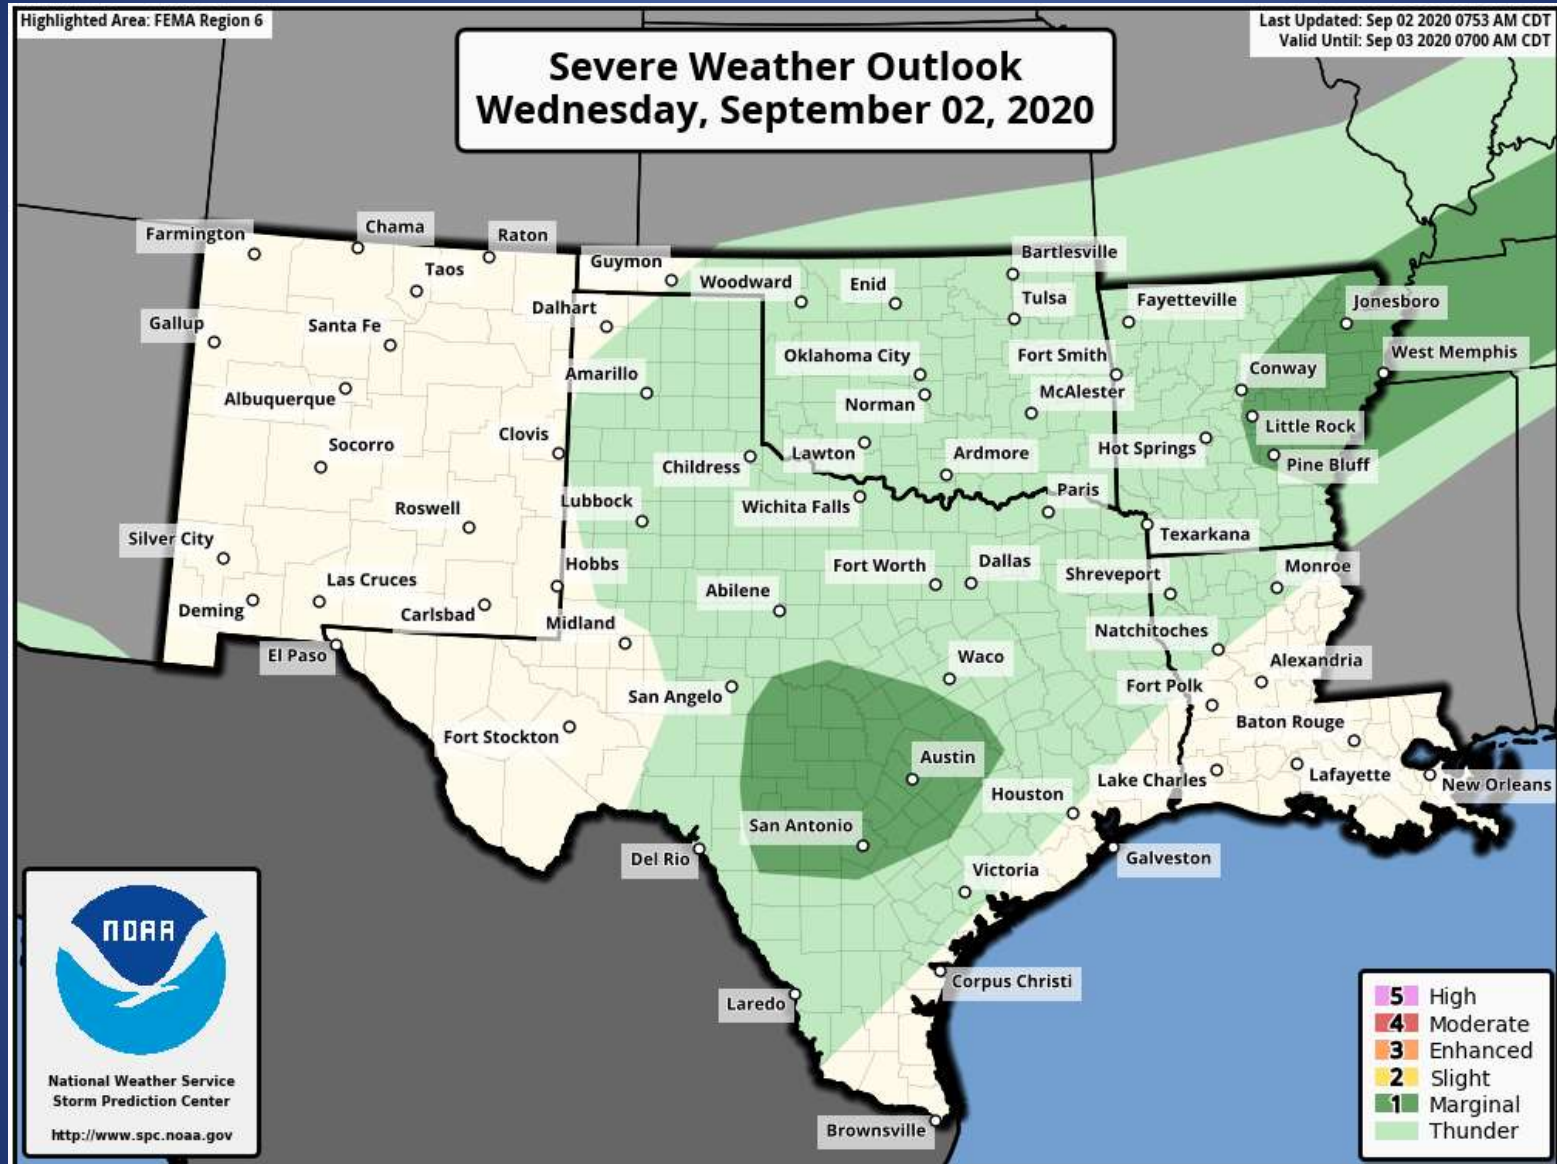 Highlighted Area: FEMA Region 6
Last Updated: Sep 02 2020 0753 AM CDT
Valid Until: Sep 03 2020 0700 AM CDT
Severe Weather Outlook
Wednesday, September 02, 2020
Farmington
Chama
Raton
Taos
Guymon
Woodward
Enid
Bartlesville
Dalhart
Tulsa
Fayetteville
Jonesboro
Gallup
Santa Fe
Amarillo
Oklahoma City
Fort Smith
Conway
West Memphis
Albuquerque
Norman
McAlester
Clovis
Little Rock
Socorro
Childress
Lawton
Ardmore
Hot Springs
Pine Bluff
Roswell
Lubbock
Wichita Falls
Paris
Texarkana
Silver City
Las Cruces
Hobbs
Fort Worth
Dallas
Shreveport
Monroe
Deming
Carlsbad
Abilene
Midland
Natchitoches
El Paso
Waco
Alexandria
San Angelo
Fort Polk
Fort Stockton
Baton Rouge
Austin
Lake Charles
Lafayette
New Orleans
Houston
San Antonio
Del Rio
Galveston
Victoria
Corpus Christi
Laredo
Brownsville
NOAA
National Weather Service
Storm Prediction Center
http://www.spc.noaa.gov
5 High
4 Moderate
3 Enhanced
2 Slight
1 Marginal
Thunder